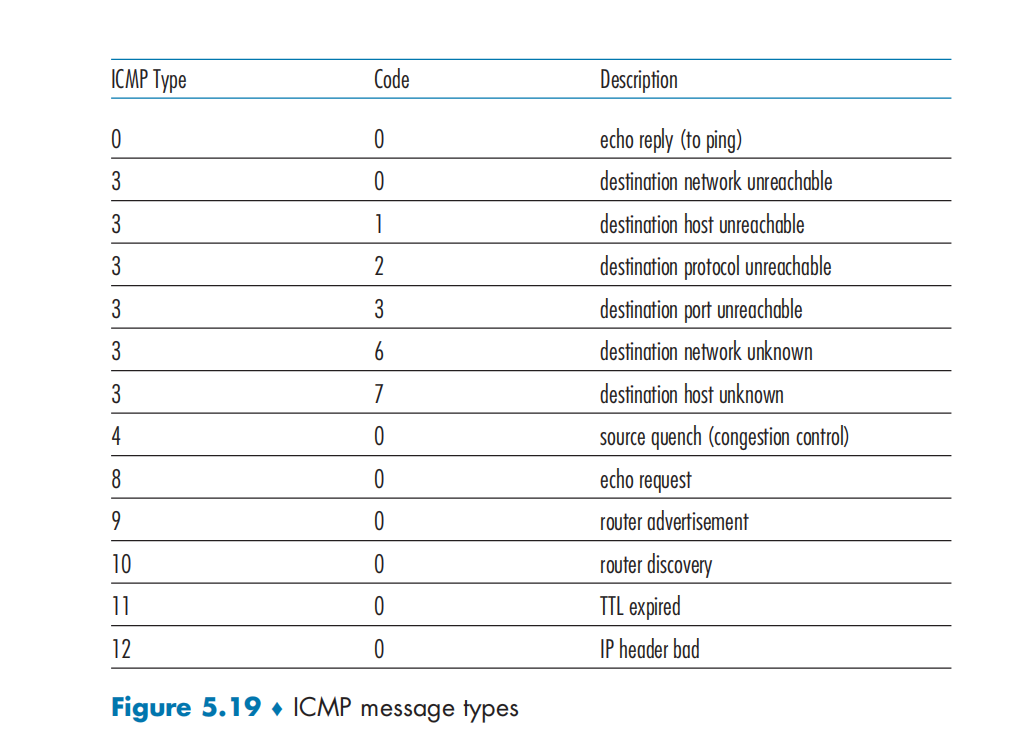 ICMP Type Code Description
0 0 echo reply (to ping)
3 0 destination network unreachable
3 1 destination host unreachable
3 2 destination protocol unreachable
3 3 destination port unreachable
3 6 destination network unknown
3 7 destination host unknown
4 0 source quench (congestion control)
8 0 echo request
9 0 router advertisement
10 0 router discovery
11 0 TTL expired
12 0 IP header bad
Figure 5.19 ♦ ICMP message types